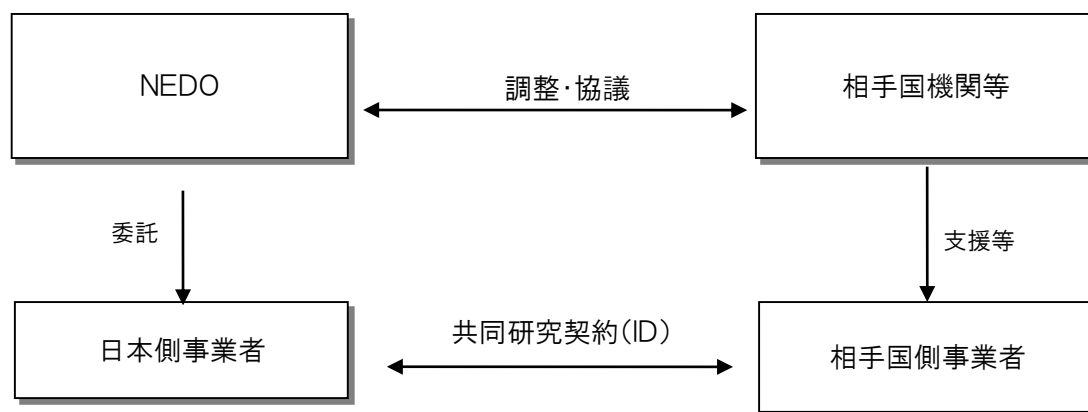 NEDO
調整・協議
相手国機関等
委託
支援等
日本側事業者
共同研究契約(ID)
相手国側事業者